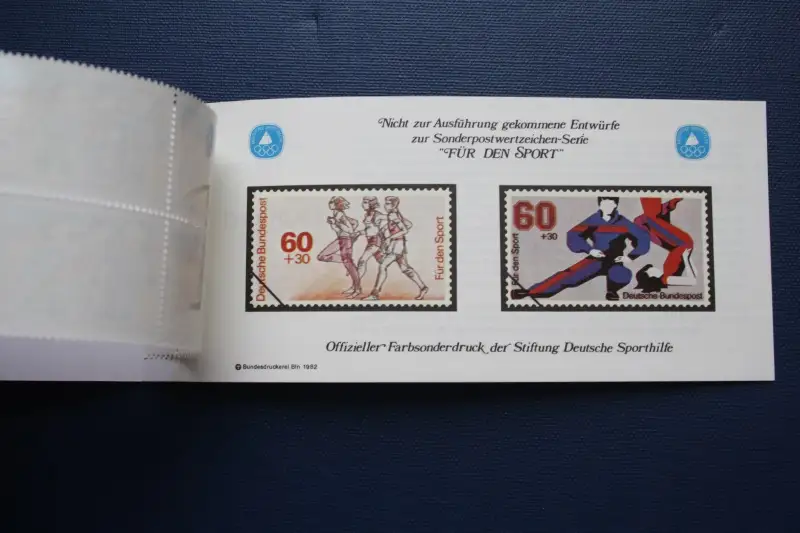 Nicht zur Ausführung gekommene Entwürfe
zur Sonderpostwertzeichen-Serie
"FÜR DEN SPORT"
Deutsche Bundespost
60
+30
Für den Sport
Für den Sport
60
+30
Deutsche Bundespost
Offizieller Farbsonderdruck der Stiftung Deutsche Sporthilfe
Bundesdruckerei Bln 1982